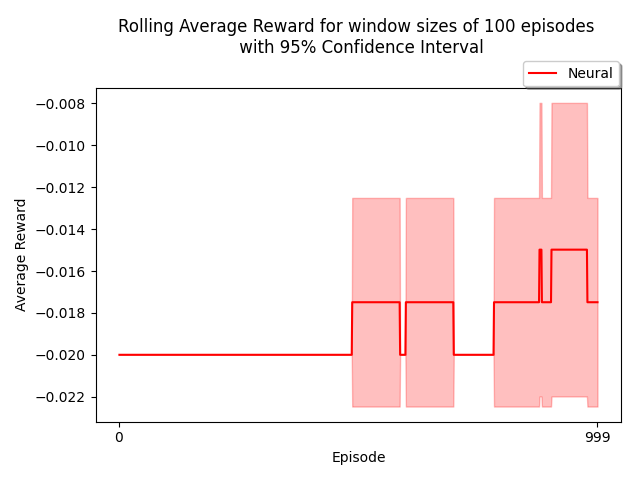 Rolling Average Reward for window sizes of 100 episodes
with 95% Confidence Interval
Neural
−0.008
−0.010
−0.012
−0.014
−0.016
−0.018
−0.020
−0.022
Average Reward
0
999
Episode